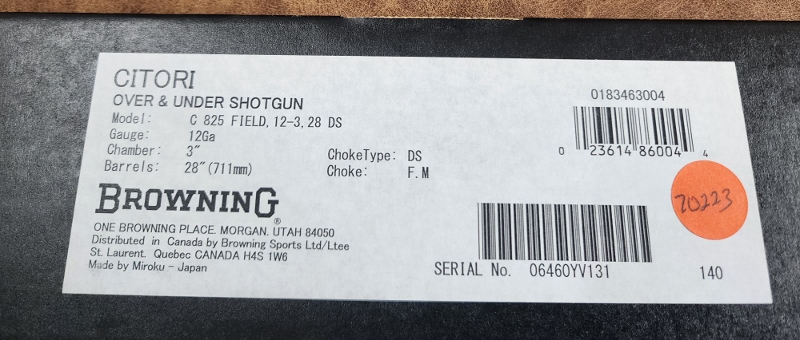 CITORI
OVER & UNDER SHOTGUN
Model: C 825 FIELD, 12-3, 28 DS
Gauge: 12Ga
Chamber: 3"
Barrels: 28"(711mm)
ChokeType: DS
Choke: F.M
BROWNING®
ONE BROWNING PLACE. MORGAN. UTAH 84050
Distributed in Canada by Browning Sports Ltd/Ltee
St. Laurent. Quebec CANADA H4S 1W6
Made by Miroku - Japan
0183463004
0 23614 86004 4
70223
SERIAL No. 06460YV131
140